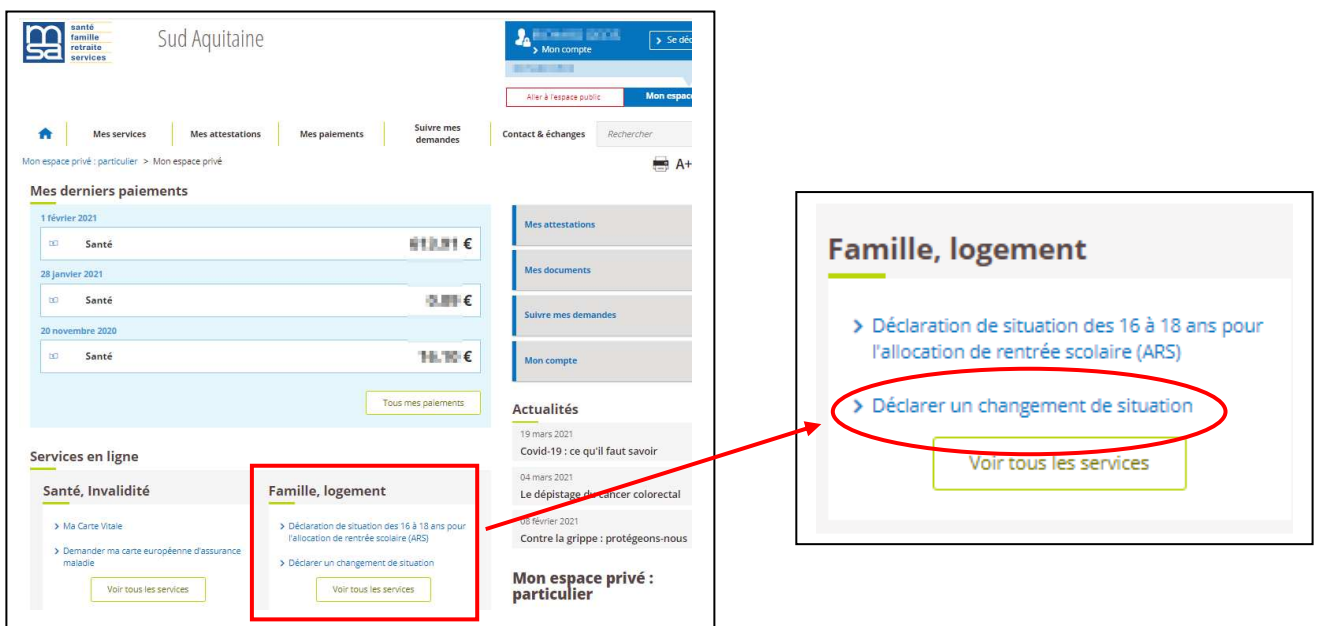 msa
santé
famille
retraite
services
Sud Aquitaine
> Mon compte
> Se déc
Aller à l'espace public
Mon espac
Mes services
Mes attestations
Mes paiements
Suivre mes
demandes
Contact & échanges
Rechercher
Mon espace privé : particulier > Mon espace privé
A+
Mes derniers paiements
1 février 2021
Santé
€
28 janvier 2021
Santé
€
20 novembre 2020
Santé
€
Tous mes paiements
Mes attestations
Mes documents
Suivre mes demandes
Mon compte
Actualités
19 mars 2021
Covid-19 : ce qu'il faut savoir
04 mars 2021
Le dépistage du cancer colorectal
08 février 2021
Contre la grippe : protégeons-nous
Mon espace privé :
particulier
Services en ligne
Santé, Invalidité
> Ma Carte Vitale
> Demander ma carte européenne d'assurance
maladie
Voir tous les services
Famille, logement
> Déclaration de situation des 16 à 18 ans pour
l'allocation de rentrée scolaire (ARS)
> Déclarer un changement de situation
Voir tous les services
Famille, logement
> Déclaration de situation des 16 à 18 ans pour
l'allocation de rentrée scolaire (ARS)
> Déclarer un changement de situation
Voir tous les services